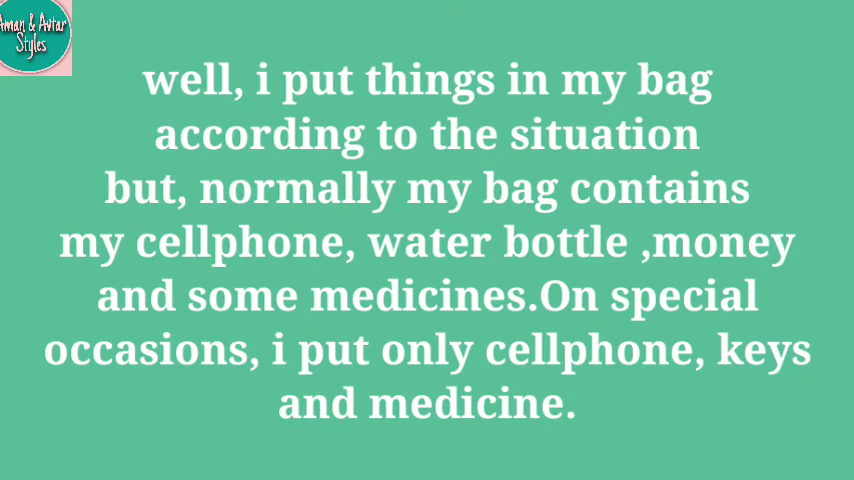 Aman & Avtar
Styles
well, i put things in my bag
according to the situation
but, normally my bag contains
my cellphone, water bottle ,money
and some medicines.On special
occasions, i put only cellphone, keys
and medicine.